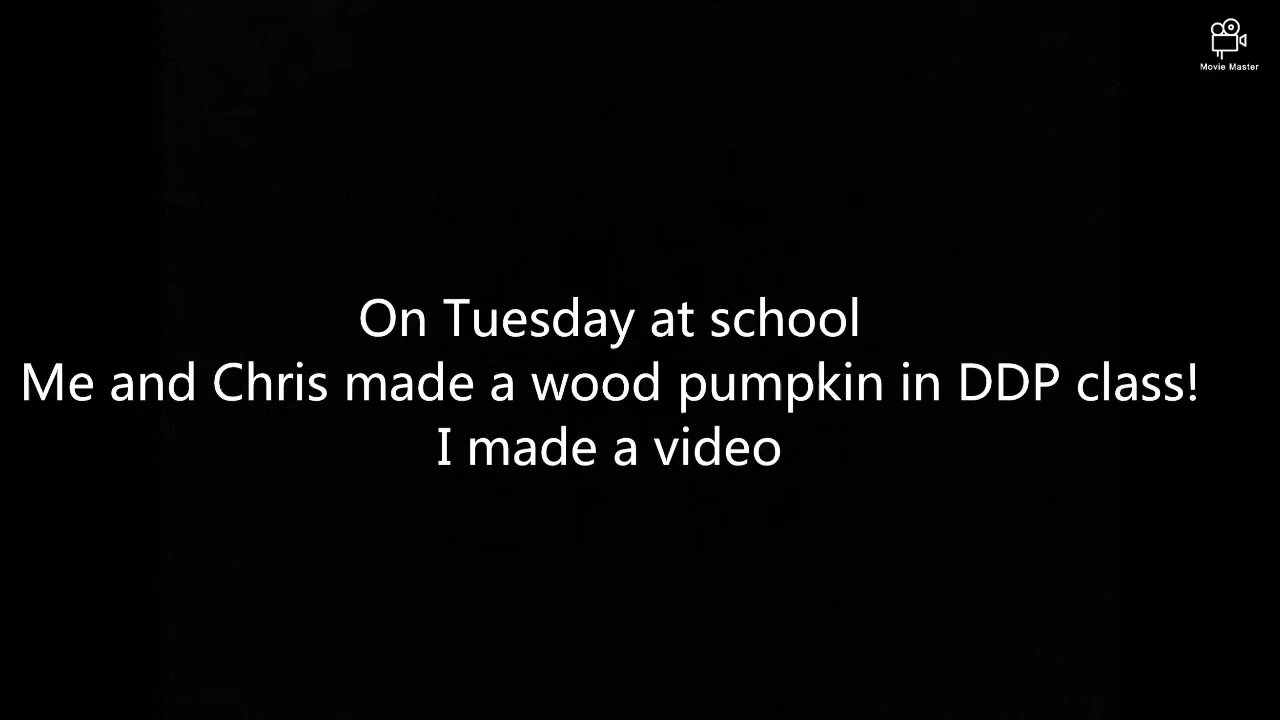 Movie Master
On Tuesday at school
Me and Chris made a wood pumpkin in DDP class!
I made a video